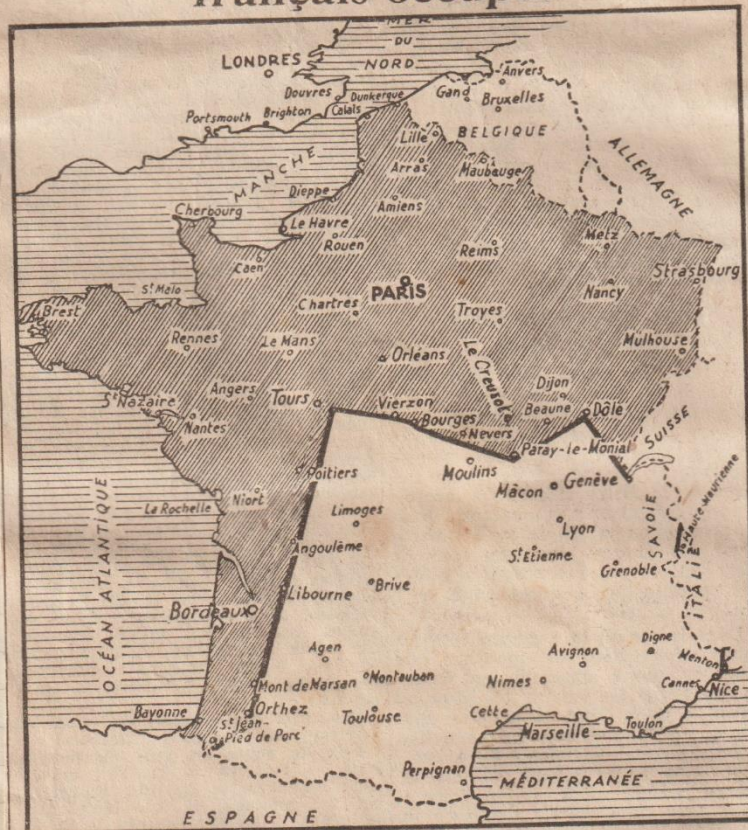 français occup
MER
DU
NORD
LONDRES
Douvres
Dunkerque
Calais
Gand
Anvers
Bruxelles
Portsmouth
Brighton
BELGIQUE
ALLEMAGNE
Lille
MANCHE
Arras
Maubeuge
Dieppe
Cherbourg
Amiens
Le Havre
Rouen
Reims
Metz
Caen
Strasbourg
St Malo
PARIS
Nancy
Brest
Chartres
Troyes
Rennes
Le Mans
Orléans
Mulhouse
Le Creusot
Dijon
Angers
Tours
St Nazaire
Vierzon
Bourges
Beaune
Dôle
Nantes
Nevers
Paray-le-Monial
SUISSE
Poitiers
Moulins
Mâcon
Genève
Niort
La Rochelle
Limoges
Lyon
SAVOIE
Haute-Maurienne
Angoulême
St Etienne
Grenoble
ITALIE
OCÉAN ATLANTIQUE
Brive
Libourne
Bordeaux
Agen
Avignon
Digne
Menton
Mont de Marsan
Montauban
Nimes
Cannes
Nice
Bayonne
Orthez
Toulouse
Cette
Marseille
Toulon
St Jean-
Pied de Porc
Perpignan
MÉDITERRANÉE
ESPAGNE